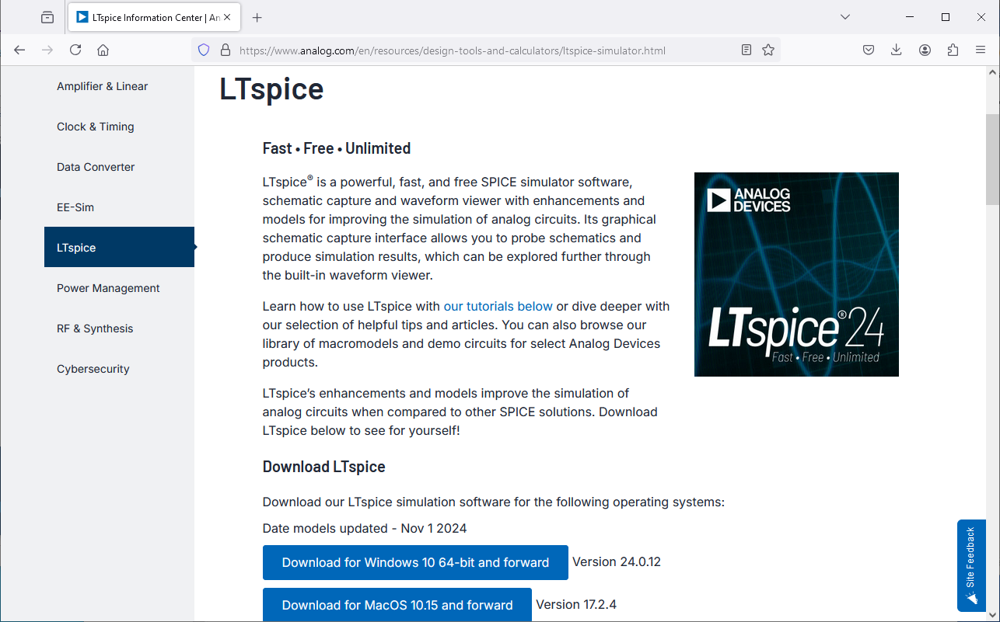 LTspice Information Center | An
https://www.analog.com/en/resources/design-tools-and-calculators/ltspice-simulator.html
Amplifier & Linear
Clock & Timing
Data Converter
EE-Sim
LTspice
Power Management
RF & Synthesis
Cybersecurity
LTspice
Fast • Free • Unlimited
LTspice® is a powerful, fast, and free SPICE simulator software,
schematic capture and waveform viewer with enhancements and
models for improving the simulation of analog circuits. Its graphical
schematic capture interface allows you to probe schematics and
produce simulation results, which can be explored further through
the built-in waveform viewer.
Learn how to use LTspice with our tutorials below or dive deeper with
our selection of helpful tips and articles. You can also browse our
library of macromodels and demo circuits for select Analog Devices
products.
LTspice’s enhancements and models improve the simulation of
analog circuits when compared to other SPICE solutions. Download
LTspice below to see for yourself!
ANALOG
DEVICES
LTspice®24
Fast • Free • Unlimited
Download LTspice
Download our LTspice simulation software for the following operating systems:
Date models updated - Nov 1 2024
Download for Windows 10 64-bit and forward Version 24.0.12
Download for MacOS 10.15 and forward Version 17.2.4
Site Feedback